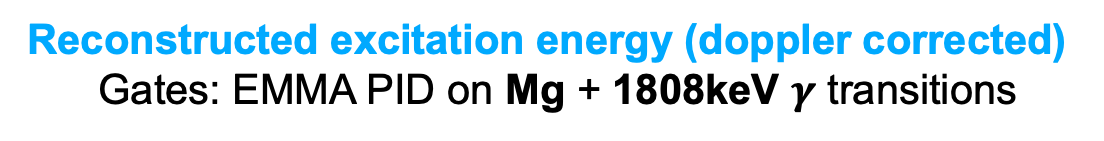 Reconstructed excitation energy (doppler corrected)
Gates: EMMA PID on Mg + 1808keV γ transitions